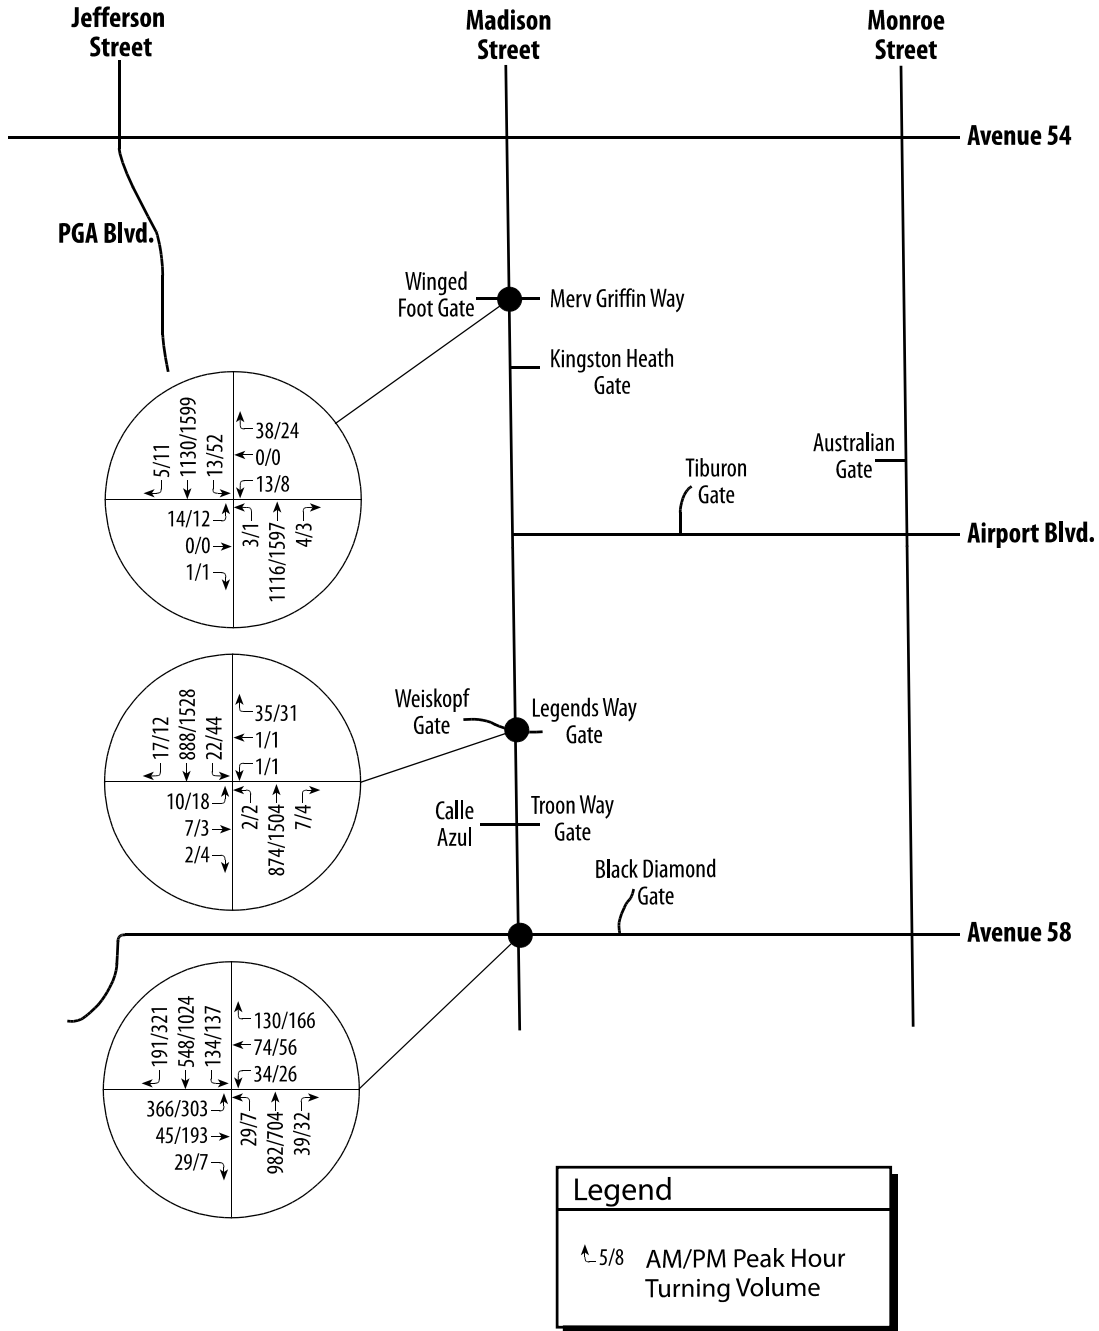 Jefferson
Street
Madison
Street
Monroe
Street
Avenue 54
PGA Blvd.
Winged
Foot Gate
Merv Griffin Way
Kingston Heath
Gate
5/11
1130/1599
13/52
38/24
0/0
13/8
14/12
0/0
1/1
3/1
1116/1597
4/3
Australian
Gate
Tiburon
Gate
Airport Blvd.
Weiskopf
Gate
Legends Way
Gate
17/12
888/1528
22/44
35/31
1/1
1/1
10/18
7/3
2/4
2/2
874/1504
7/4
Calle
Azul
Troon Way
Gate
Black Diamond
Gate
Avenue 58
191/321
548/1024
134/137
130/166
74/56
34/26
366/303
45/193
29/7
29/7
982/704
39/32
Legend
5/8 AM/PM Peak Hour
Turning Volume